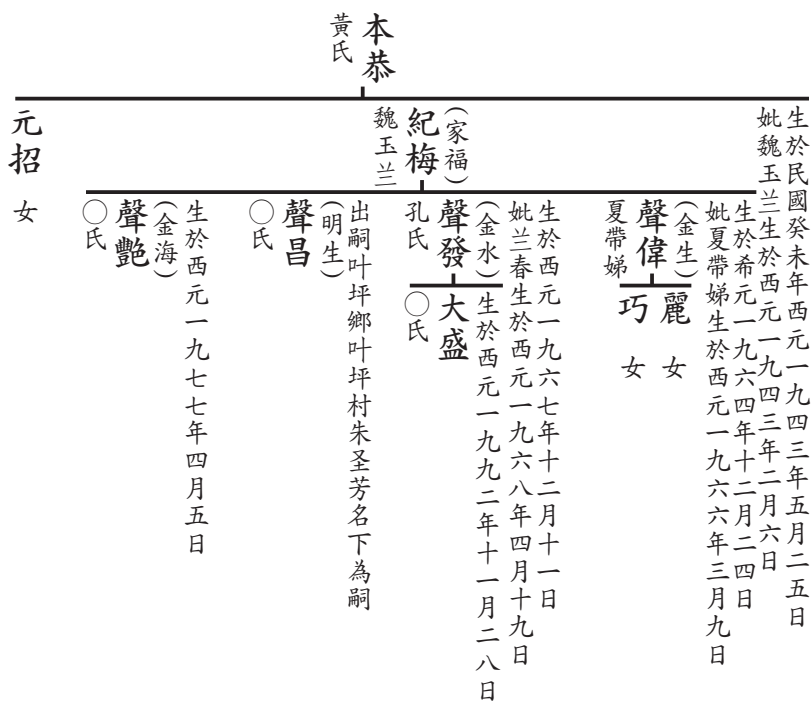 本恭
黃氏
生於民國癸未年西元一九四三年五月二五日
妣魏玉兰生於西元一九四三年二月六日
(家福)
紀梅
魏玉兰
元招
女
生於希元一九六四年十二月二四日
妣夏帶娣生於西元一九六六年三月九日
(金生)
聲偉
夏帶娣
麗
女
巧
女
生於西元一九六七年十二月十一日
妣兰春生於西元一九六八年四月十九日
(金水)
聲發
孔氏
生於西元一九九二年十一月二八日
大盛
〇氏
出嗣叶坪鄉叶坪村朱圣芳名下為嗣
(明生)
聲昌
〇氏
生於西元一九七七年四月五日
(金海)
聲艷
〇氏